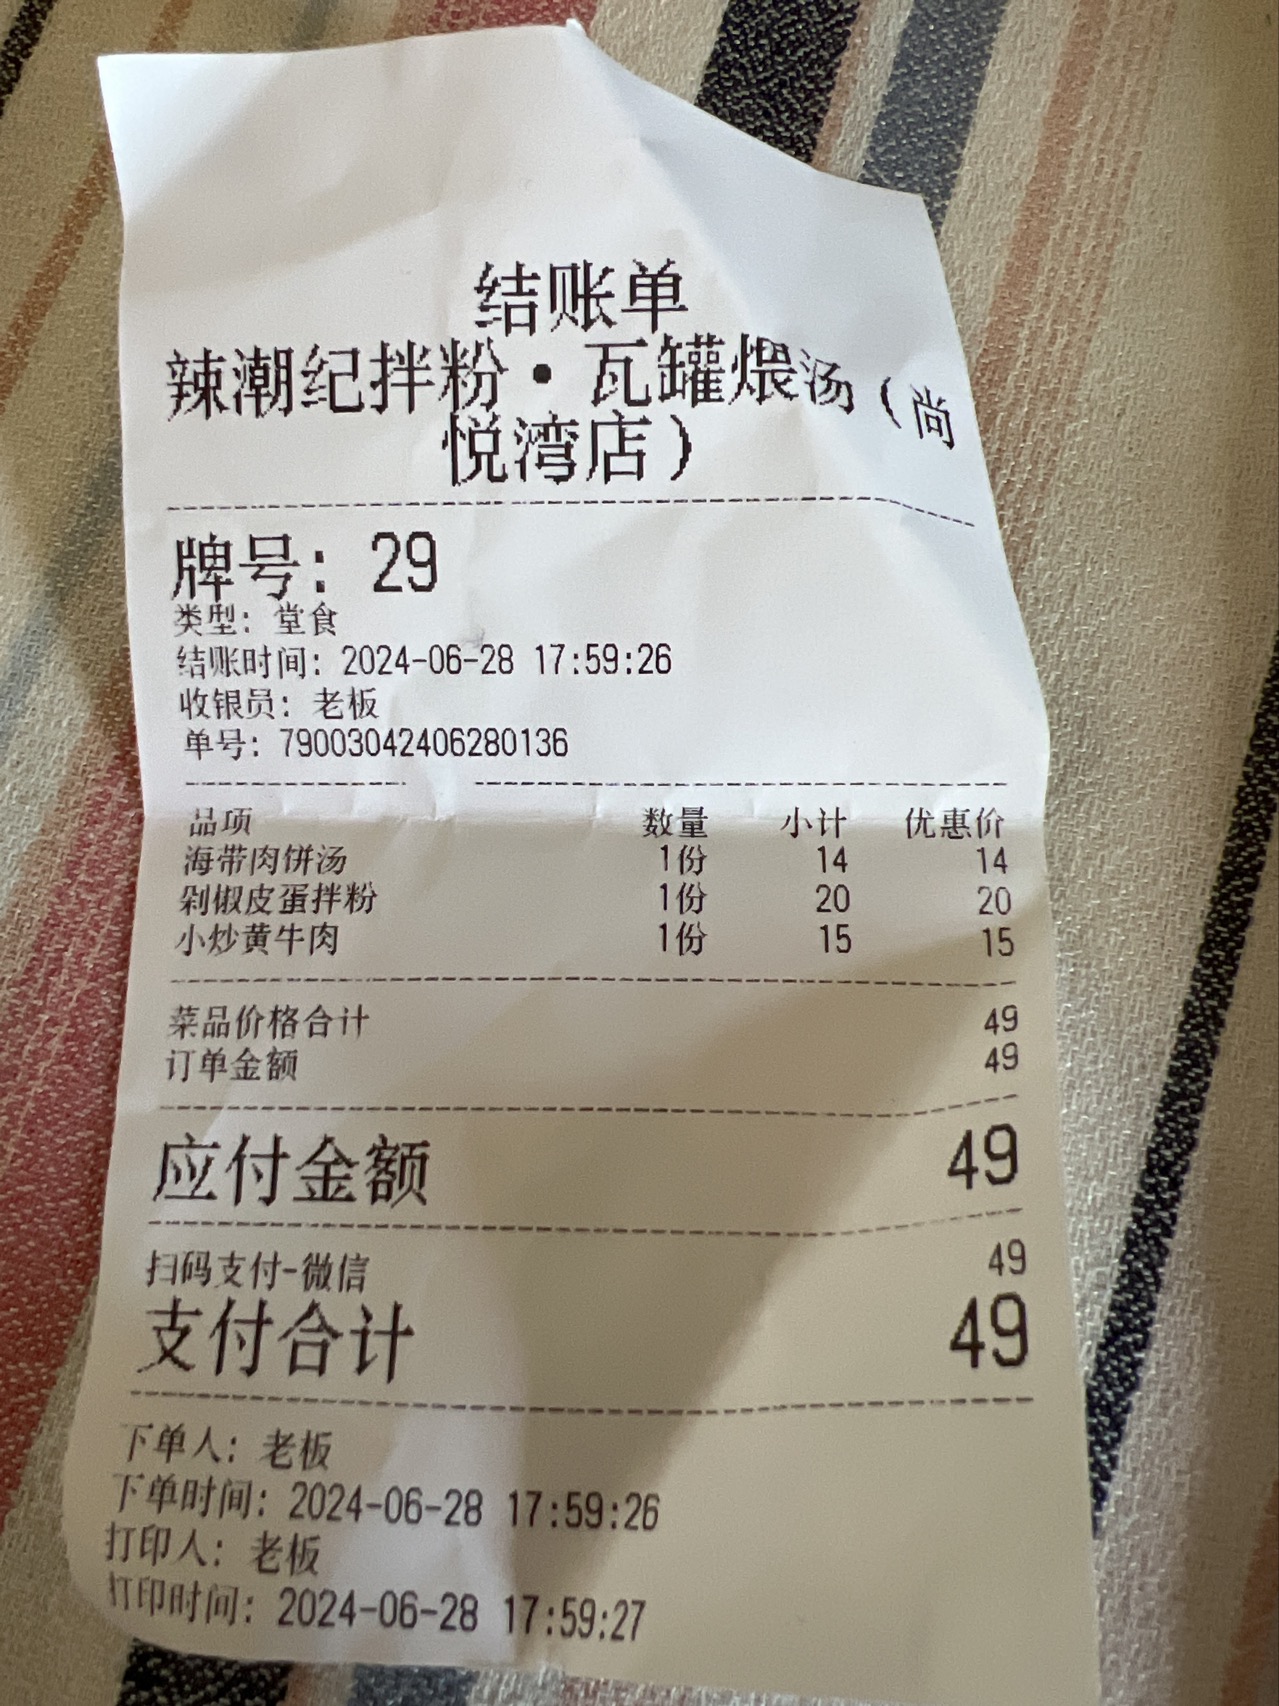 结账单
辣潮纪拌粉·瓦罐煨汤（尚
悦湾店）
牌号：29
类型：堂食
结账时间：2024-06-28 17:59:26
收银员：老板
单号：79003042406280136
品项 数量 小计 优惠价
海带肉饼汤 1份 14 14
剁椒皮蛋拌粉 1份 20 20
小炒黄牛肉 1份 15 15
菜品价格合计 49
订单金额 49
应付金额 49
扫码支付-微信 49
支付合计 49
下单人：老板
下单时间：2024-06-28 17:59:26
打印人：老板
打印时间：2024-06-28 17:59:27